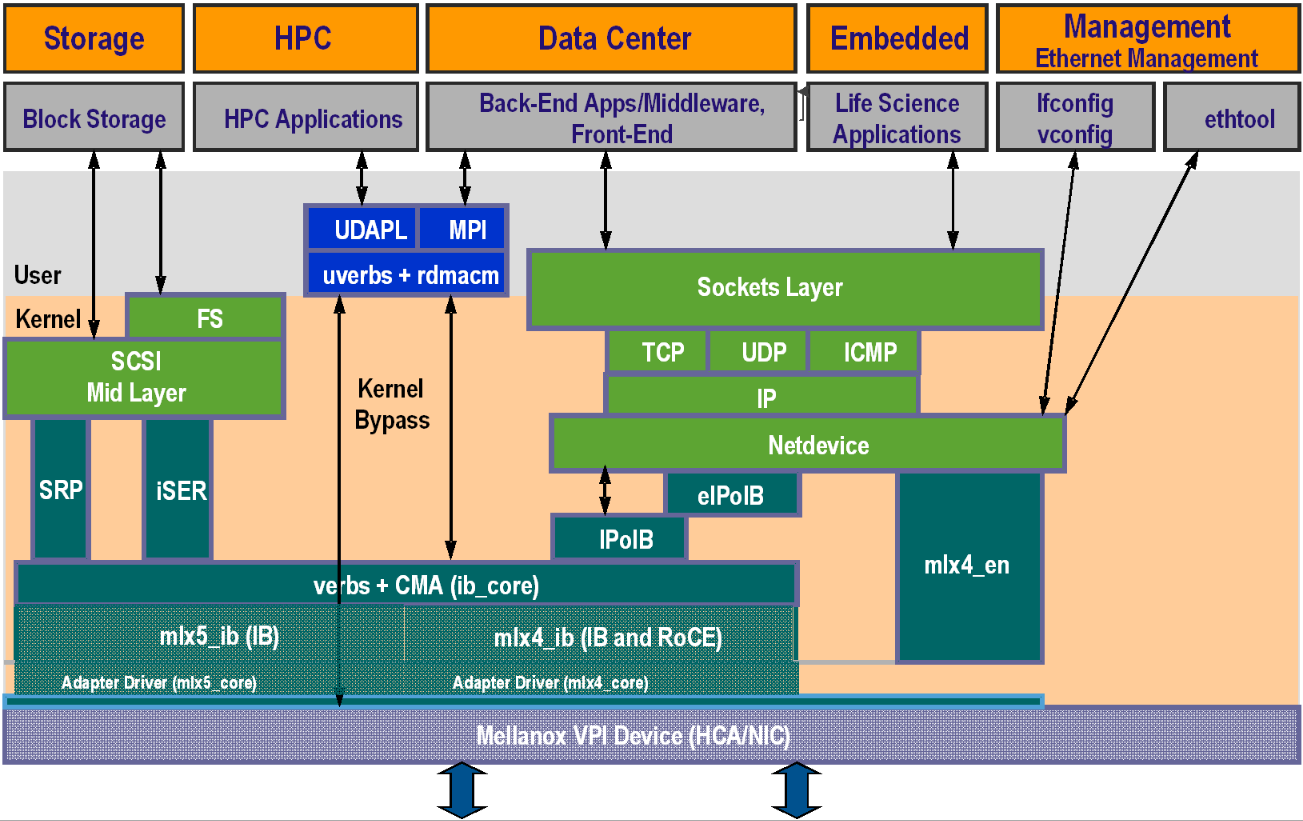 Storage
HPC
Data Center
Embedded
Management
Ethernet Management
Block Storage
HPC Applications
Back-End Apps/Middleware,
Front-End
Life Science
Applications
Ifconfig
vconfig
ethtool
UDAPL
MPI
uverbs + rdmacm
User
Kernel
FS
Sockets Layer
SCSI
Mid Layer
TCP
UDP
ICMP
Kernel
Bypass
IP
Netdevice
SRP
iSER
eIPoIB
IPoIB
mlx4_en
verbs + CMA (ib_core)
mlx5_ib (IB)
mlx4_ib (IB and RoCE)
Adapter Driver (mlx5_core)
Adapter Driver (mlx4_core)
Mellanox VPI Device (HCA/NIC)